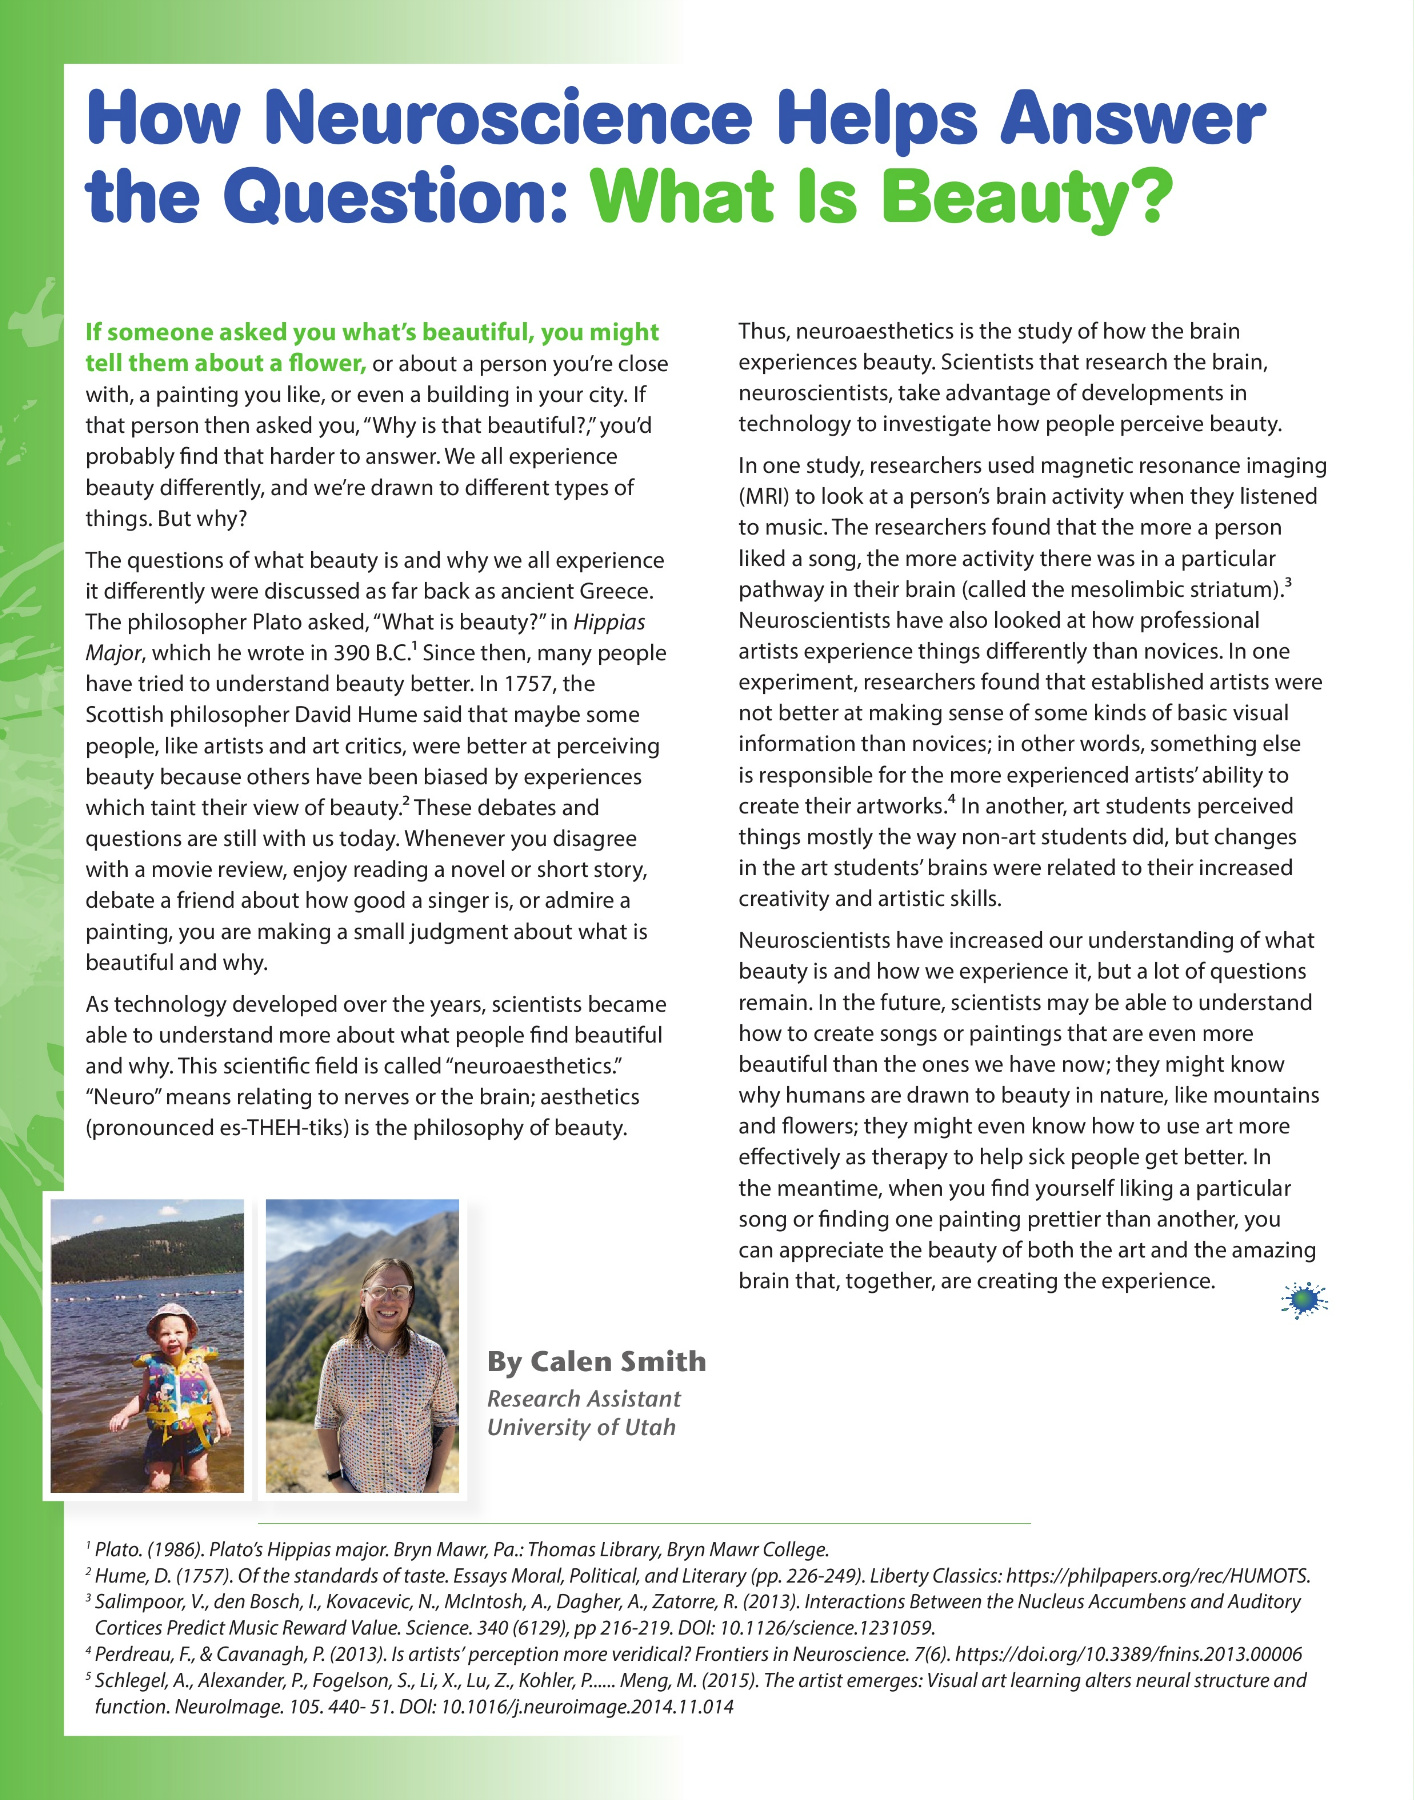 How Neuroscience Helps Answer
the Question: What Is Beauty?
If someone asked you what's beautiful, you might
tell them about a flower, or about a person you're close
with, a painting you like, or even a building in your city. If
that person then asked you, “Why is that beautiful?,” you'd
probably find that harder to answer. We all experience
beauty differently, and we're drawn to different types of
things. But why?
The questions of what beauty is and why we all experience
it differently were discussed as far back as ancient Greece.
The philosopher Plato asked, “What is beauty?” in Hippias
Major, which he wrote in 390 B.C.¹ Since then, many people
have tried to understand beauty better. In 1757, the
Scottish philosopher David Hume said that maybe some
people, like artists and art critics, were better at perceiving
beauty because others have been biased by experiences
which taint their view of beauty.² These debates and
questions are still with us today. Whenever you disagree
with a movie review, enjoy reading a novel or short story,
debate a friend about how good a singer is, or admire a
painting, you are making a small judgment about what is
beautiful and why.
As technology developed over the years, scientists became
able to understand more about what people find beautiful
and why. This scientific field is called “neuroaesthetics.”
“Neuro” means relating to nerves or the brain; aesthetics
(pronounced es-THEH-tiks) is the philosophy of beauty.
Thus, neuroaesthetics is the study of how the brain
experiences beauty. Scientists that research the brain,
neuroscientists, take advantage of developments in
technology to investigate how people perceive beauty.
In one study, researchers used magnetic resonance imaging
(MRI) to look at a person's brain activity when they listened
to music. The researchers found that the more a person
liked a song, the more activity there was in a particular
pathway in their brain (called the mesolimbic striatum).³
Neuroscientists have also looked at how professional
artists experience things differently than novices. In one
experiment, researchers found that established artists were
not better at making sense of some kinds of basic visual
information than novices; in other words, something else
is responsible for the more experienced artists' ability to
create their artworks.⁴ In another, art students perceived
things mostly the way non-art students did, but changes
in the art students' brains were related to their increased
creativity and artistic skills.
Neuroscientists have increased our understanding of what
beauty is and how we experience it, but a lot of questions
remain. In the future, scientists may be able to understand
how to create songs or paintings that are even more
beautiful than the ones we have now; they might know
why humans are drawn to beauty in nature, like mountains
and flowers; they might even know how to use art more
effectively as therapy to help sick people get better. In
the meantime, when you find yourself liking a particular
song or finding one painting prettier than another, you
can appreciate the beauty of both the art and the amazing
brain that, together, are creating the experience.
By Calen Smith
Research Assistant
University of Utah
¹ Plato. (1986). Plato's Hippias major. Bryn Mawr, Pa.: Thomas Library, Bryn Mawr College.
² Hume, D. (1757). Of the standards of taste. Essays Moral, Political, and Literary (pp. 226-249). Liberty Classics: https://philpapers.org/rec/HUMOTS.
³ Salimpoor, V., den Bosch, I., Kovacevic, N., McIntosh, A., Dagher, A., Zatorre, R. (2013). Interactions Between the Nucleus Accumbens and Auditory
Cortices Predict Music Reward Value. Science. 340 (6129), pp 216-219. DOI: 10.1126/science.1231059.
⁴ Perdreau, F., & Cavanagh, P. (2013). Is artists' perception more veridical? Frontiers in Neuroscience. 7(6). https://doi.org/10.3389/fnins.2013.00006
⁵ Schlegel, A., Alexander, P., Fogelson, S., Li, X., Lu, Z., Kohler, P...... Meng, M. (2015). The artist emerges: Visual art learning alters neural structure and
function. NeuroImage. 105. 440- 51. DOI: 10.1016/j.neuroimage.2014.11.014